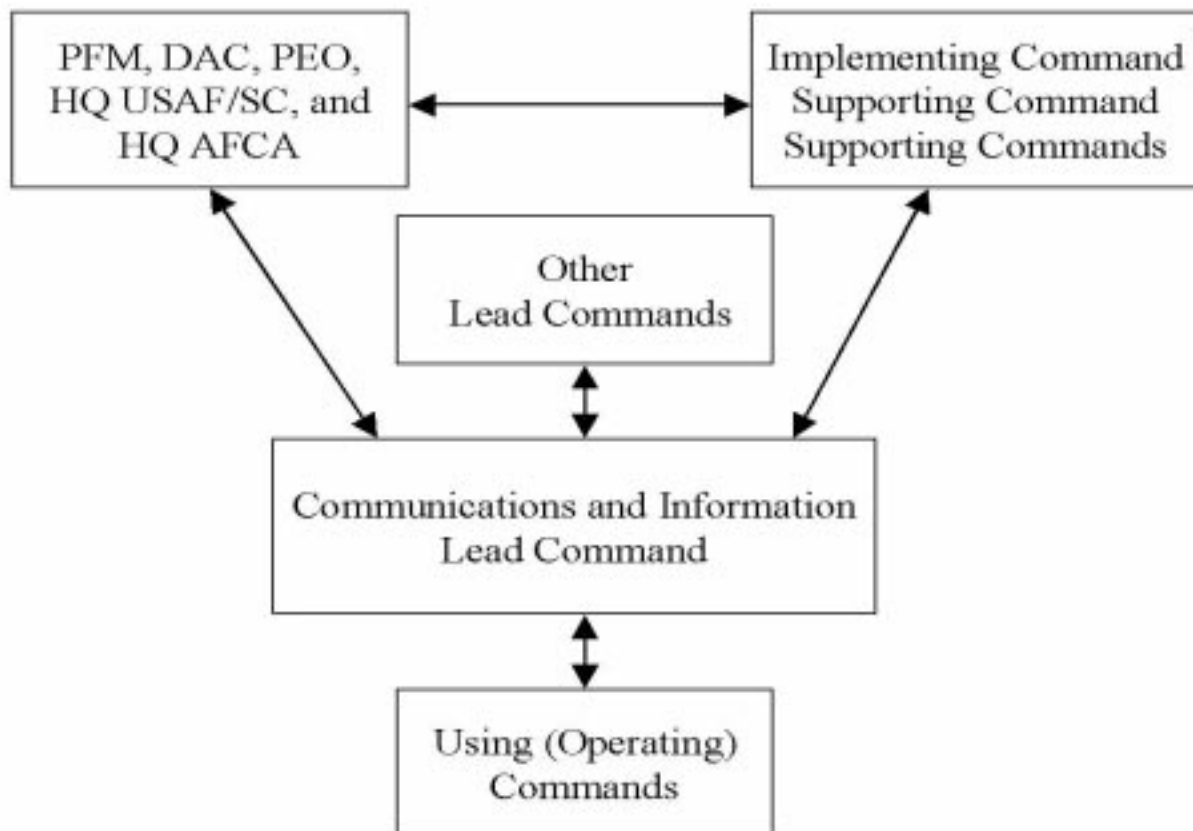 PFM, DAC, PEO,
HQ USAF/SC, and
HQ AFCA
Implementing Command
Supporting Command
Supporting Commands
Other
Lead Commands
Communications and Information
Lead Command
Using (Operating)
Commands